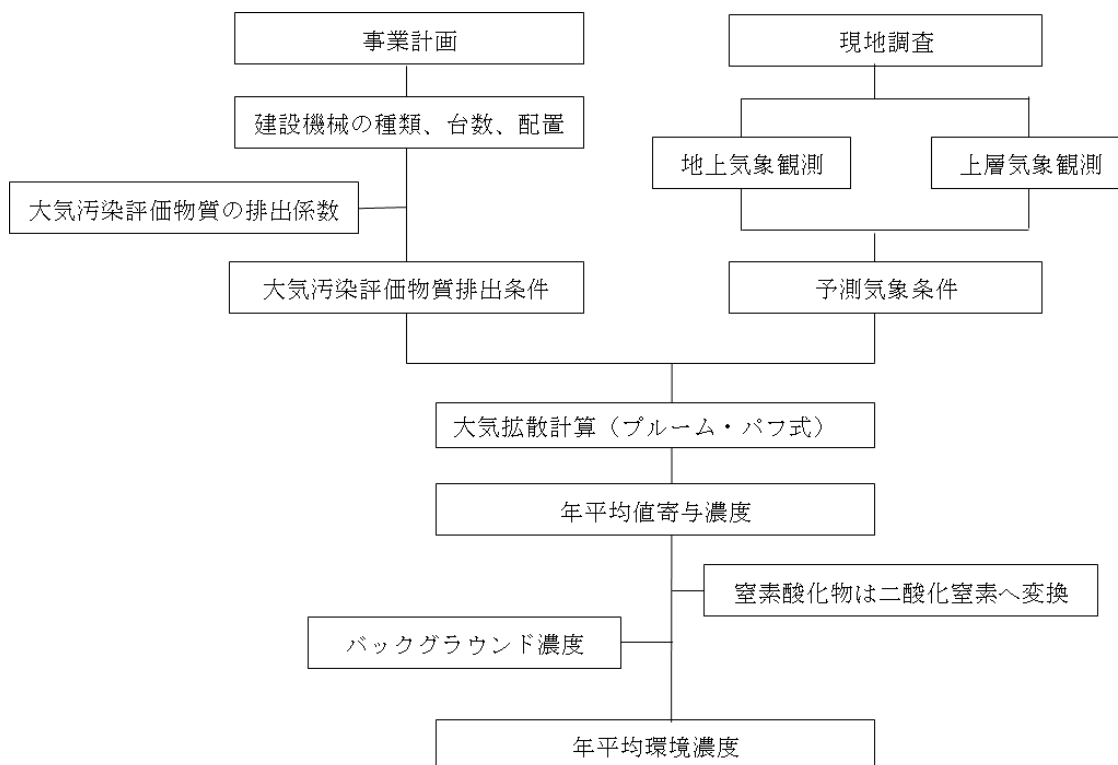 事業計画
現地調査
建設機械の種類、台数、配置
地上気象観測
上層気象観測
大気汚染評価物質の排出係数
大気汚染評価物質排出条件
予測気象条件
大気拡散計算（プルーム・パフ式）
年平均値寄与濃度
窒素酸化物は二酸化窒素へ変換
バックグラウンド濃度
年平均環境濃度